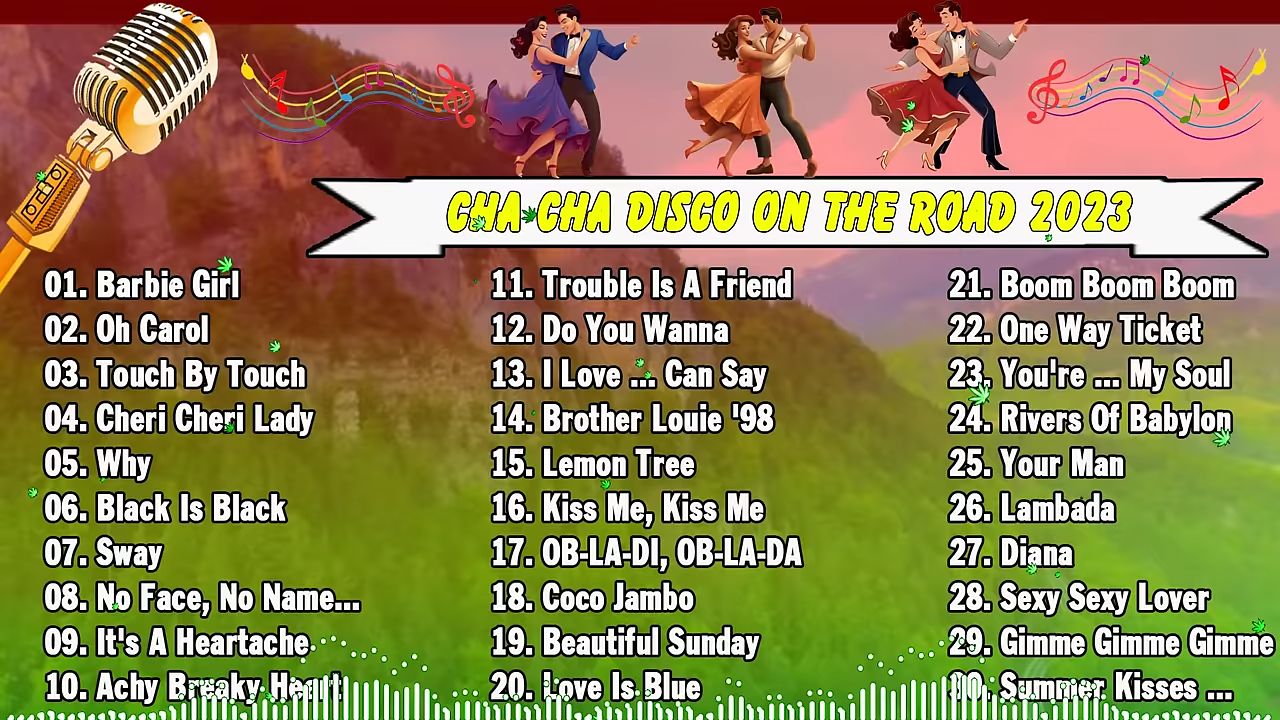 CHA CHA DISCO ON THE ROAD 2023
01. Barbie Girl
02. Oh Carol
03. Touch By Touch
04. Cheri Cheri Lady
05. Why
06. Black Is Black
07. Sway
08. No Face, No Name...
09. It's A Heartache
10. Achy Breaky Heart
11. Trouble Is A Friend
12. Do You Wanna
13. I Love ... Can Say
14. Brother Louie '98
15. Lemon Tree
16. Kiss Me, Kiss Me
17. OB-LA-DI, OB-LA-DA
18. Coco Jambo
19. Beautiful Sunday
20. Love Is Blue
21. Boom Boom Boom
22. One Way Ticket
23. You're ... My Soul
24. Rivers Of Babylon
25. Your Man
26. Lambada
27. Diana
28. Sexy Sexy Lover
29. Gimme Gimme Gimme
30. Summer Kisses ...